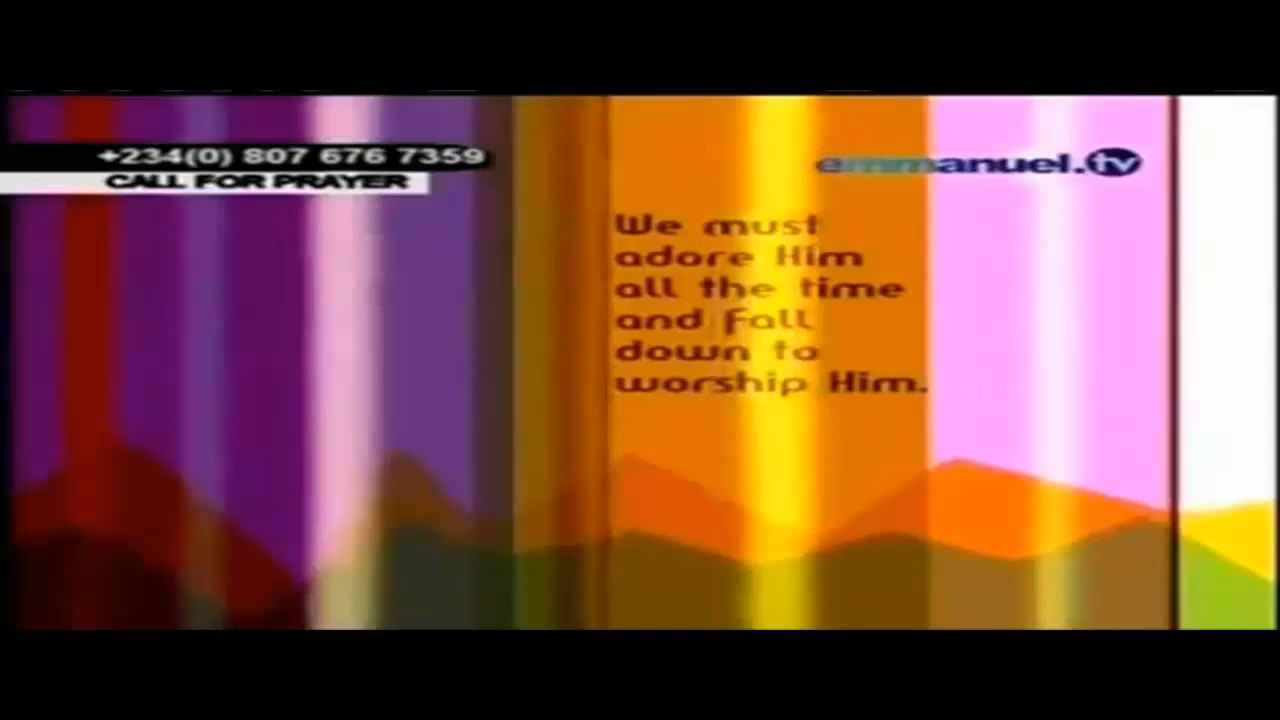 +234(0) 807 676 7359
CALL FOR PRAYER
emmanuel.tv
We must
adore Him
all the time
and fall
down to
worship Him.